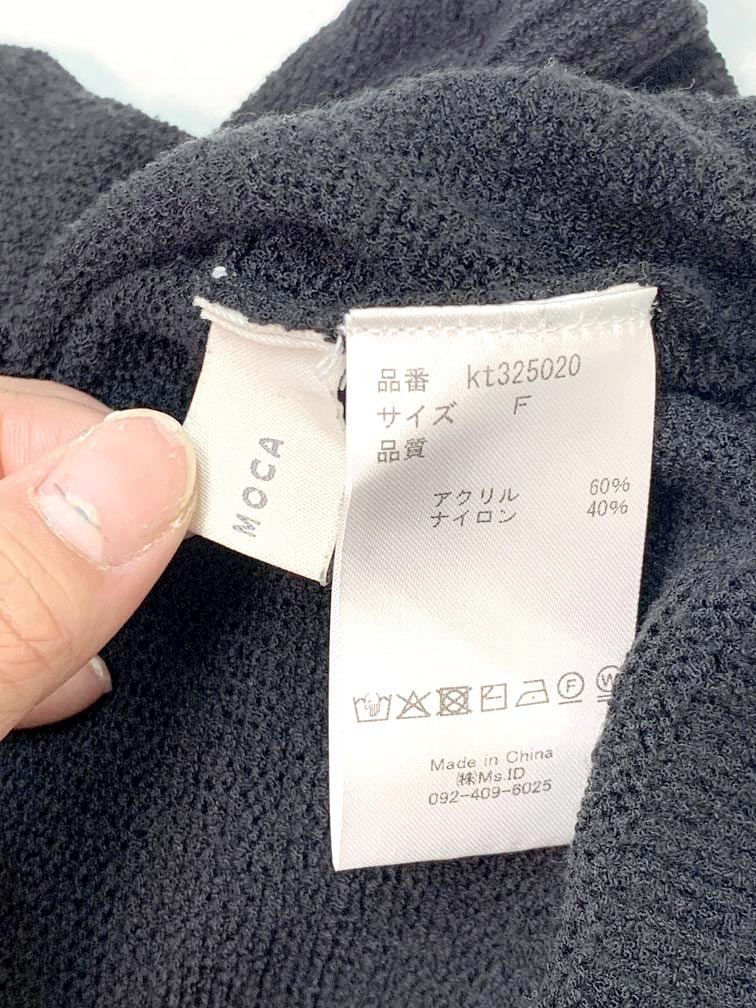 MOCA
品番 kt325020
サイズ F
品質
アクリル 60%
ナイロン 40%
F W
Made in China
㈱Ms.ID
092-409-6025